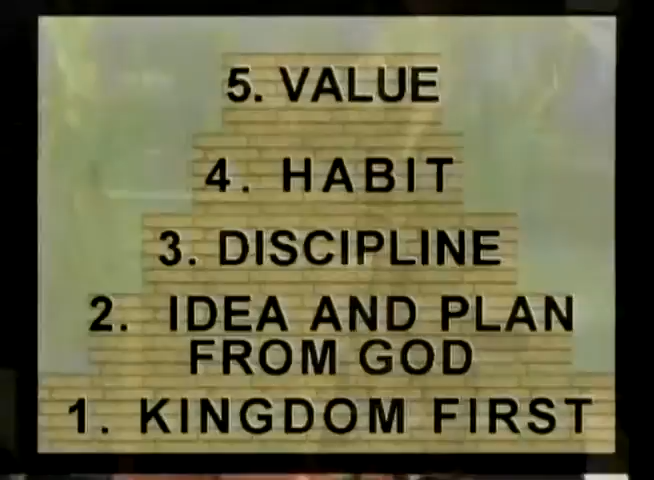 5. VALUE
4. HABIT
3. DISCIPLINE
2. IDEA AND PLAN
FROM GOD
1. KINGDOM FIRST